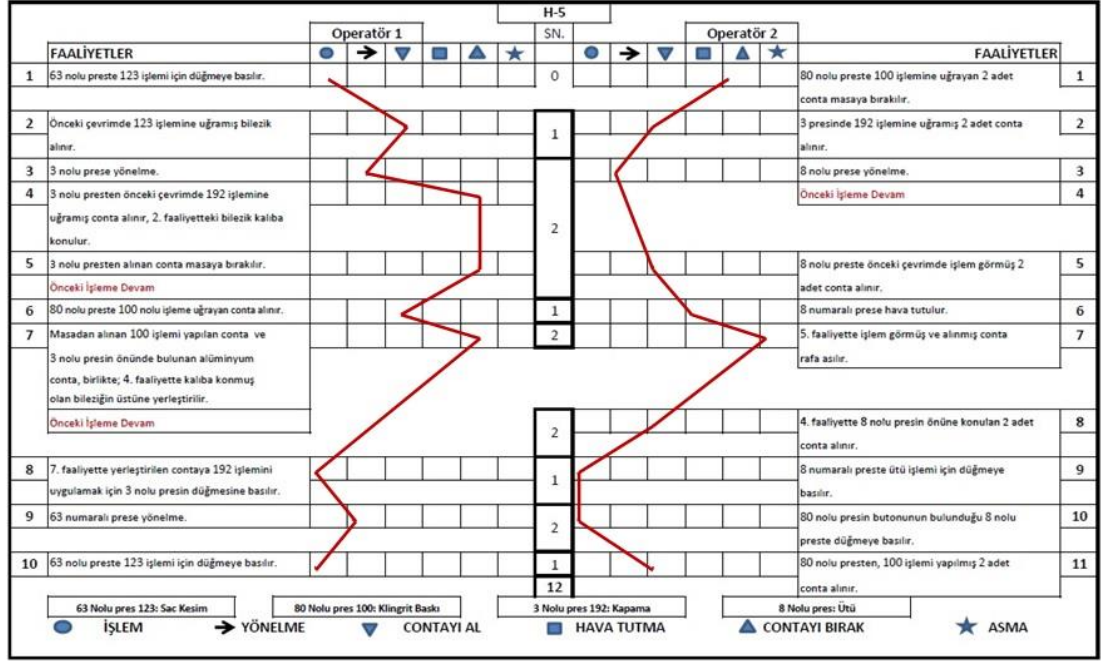 H-5
Operatör 1 SN. Operatör 2
FAALİYETLER FAALİYETLER
1 63 nolu preste 123 işlemi için düğmeye basılır. 0 80 nolu preste 100 işlemine uğrayan 2 adet 1
conta masaya bırakılır.
2 Önceki çevrimde 123 işlemine uğramış bilezik 1 3 presinde 192 işlemine uğramış 2 adet conta 2
alınır. alınır.
3 3 nolu prese yönelme. 8 nolu prese yönelme. 3
4 3 nolu presten önceki çevrimde 192 işlemine Önceki İşleme Devam 4
uğramış conta alınır, 2. faaliyetteki bilezik kalıba
konulur.
2
5 3 nolu presten alınan conta masaya bırakılır. 8 nolu preste önceki çevrimde işlem görmüş 2 5
Önceki İşleme Devam adet conta alınır.
6 80 nolu preste 100 nolu işleme uğrayan conta alınır. 1 8 numaralı prese hava tutulur. 6
7 Masadan alınan 100 işlemi yapılan conta ve 2 5. faaliyette işlem görmüş ve alınmış conta 7
3 nolu presin önünde bulunan alüminyum rafa asılır.
conta, birlikte; 4. faaliyette kalıba konmuş
olan bileziğin üstüne yerleştirilir.
Önceki İşleme Devam 2 4. faaliyette 8 nolu presin önüne konulan 2 adet 8
conta alınır.
8 7. faaliyette yerleştirilen contaya 192 işlemini 1 8 numaralı preste ütü işlemi için düğmeye 9
uygulamak için 3 nolu presin düğmesine basılır. basılır.
9 63 numaralı prese yönelme. 2 80 nolu presin butonunun bulunduğu 8 nolu 10
preste düğmeye basılır.
10 63 nolu preste 123 işlemi için düğmeye basılır. 1 80 nolu presten, 100 işlemi yapılmış 2 adet 11
12 conta alınır.
63 Nolu pres 123: Sac Kesim 80 Nolu pres 100: Klingrit Baskı 3 Nolu pres 192: Kapama 8 Nolu pres: Ütü
İŞLEM YÖNELME CONTAYI AL HAVA TUTMA CONTAYI BIRAK ASMA